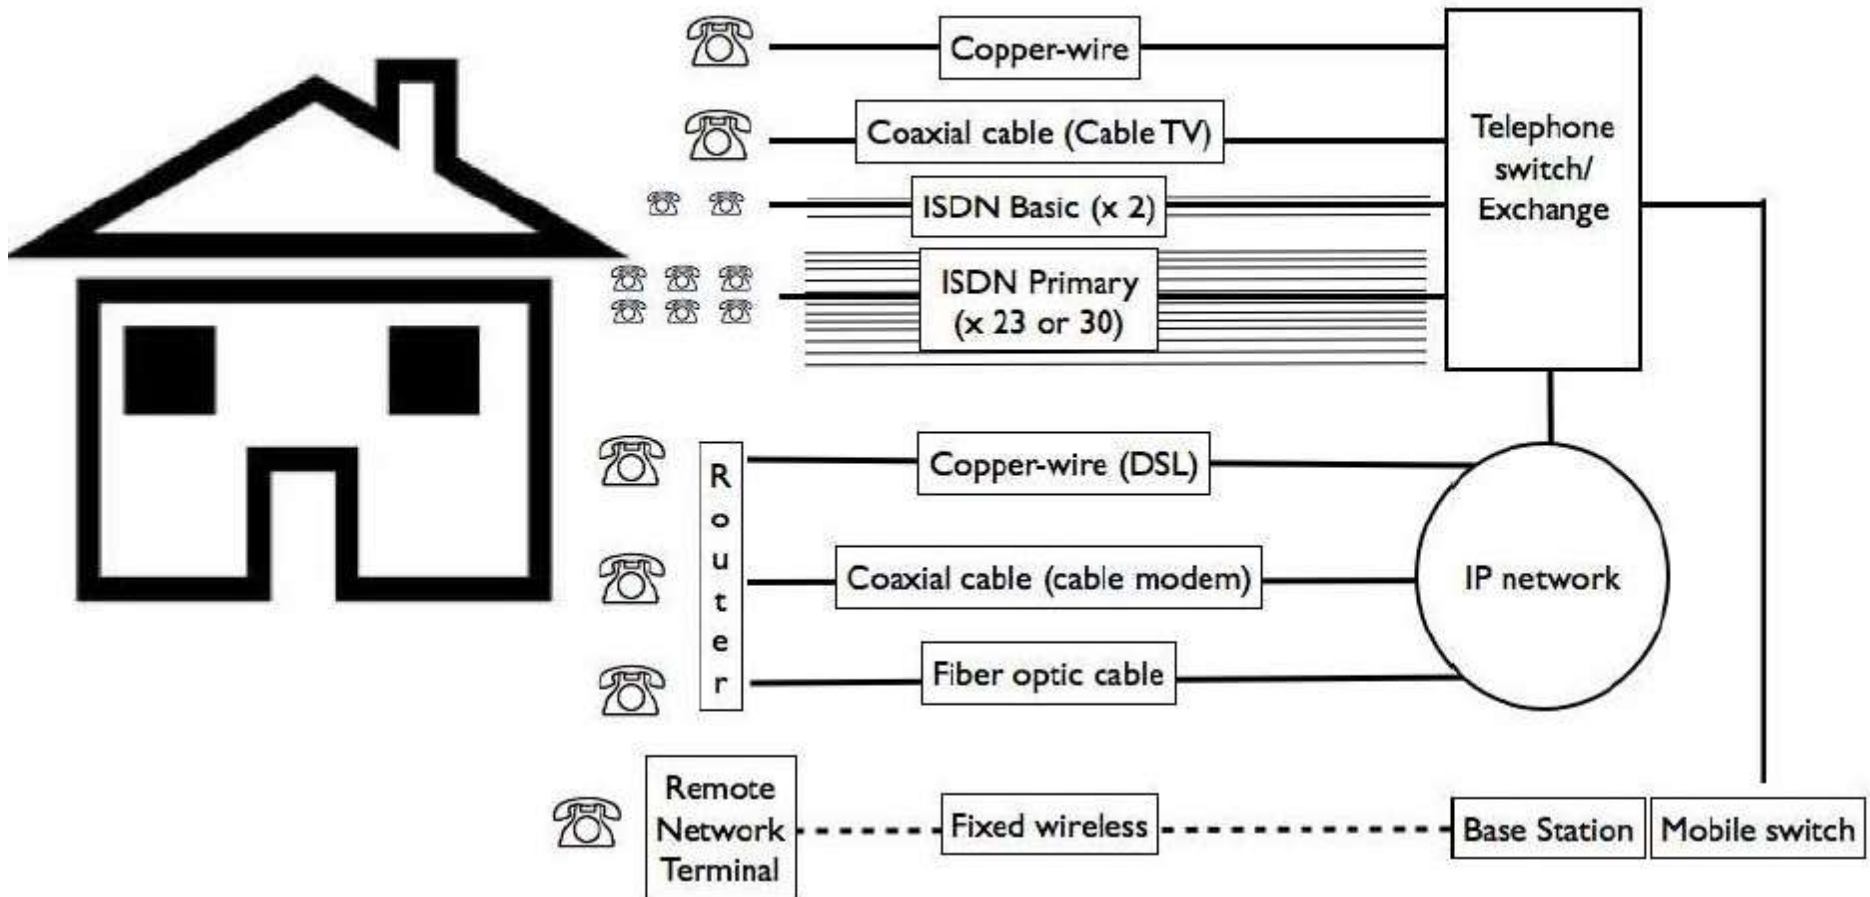 Copper-wire
Coaxial cable (Cable TV)
ISDN Basic (x 2)
ISDN Primary
(x 23 or 30)
Telephone
switch/
Exchange
Router
Copper-wire (DSL)
Coaxial cable (cable modem)
Fiber optic cable
IP network
Remote
Network
Terminal
Fixed wireless
Base Station
Mobile switch